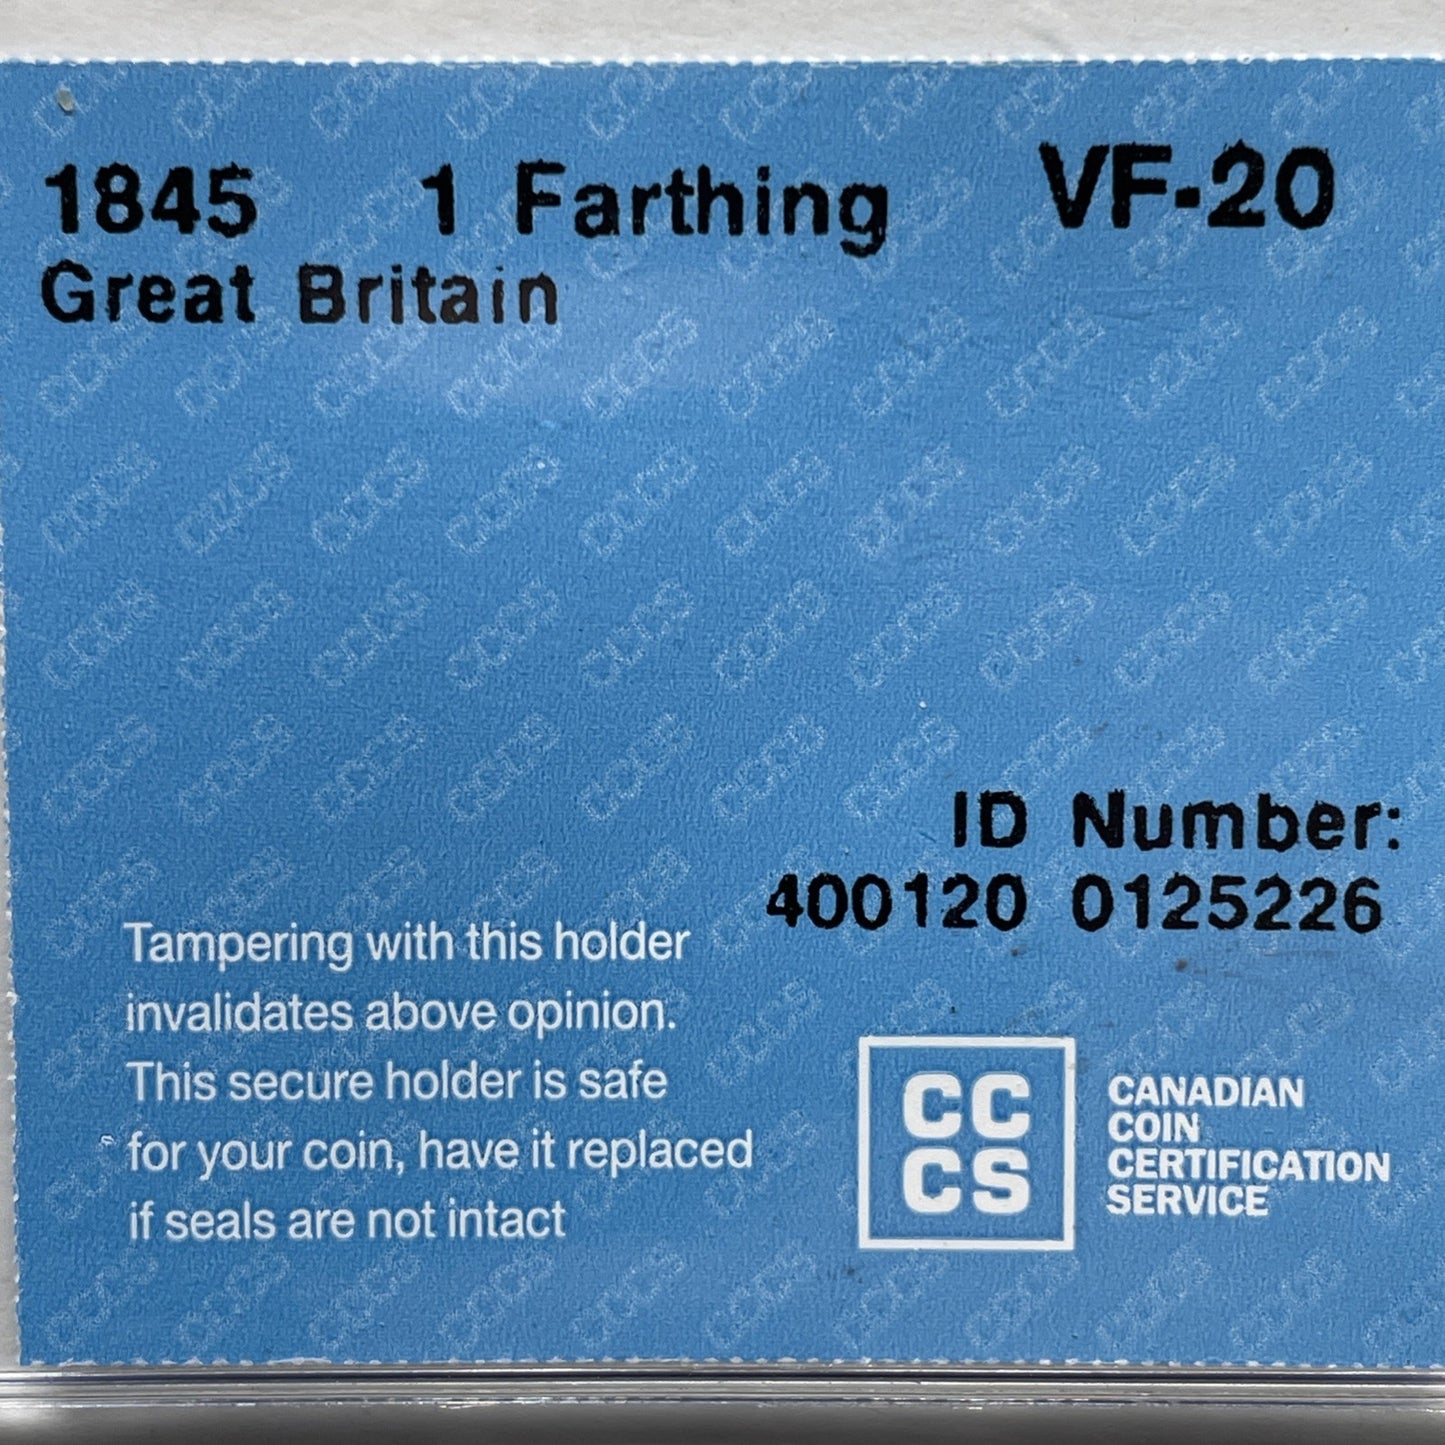 1845 1 Farthing VF-20
Great Britain
ID Number:
400120 0125226
Tampering with this holder
invalidates above opinion.
This secure holder is safe
for your coin, have it replaced
if seals are not intact
CC
CS
CANADIAN
COIN
CERTIFICATION
SERVICE